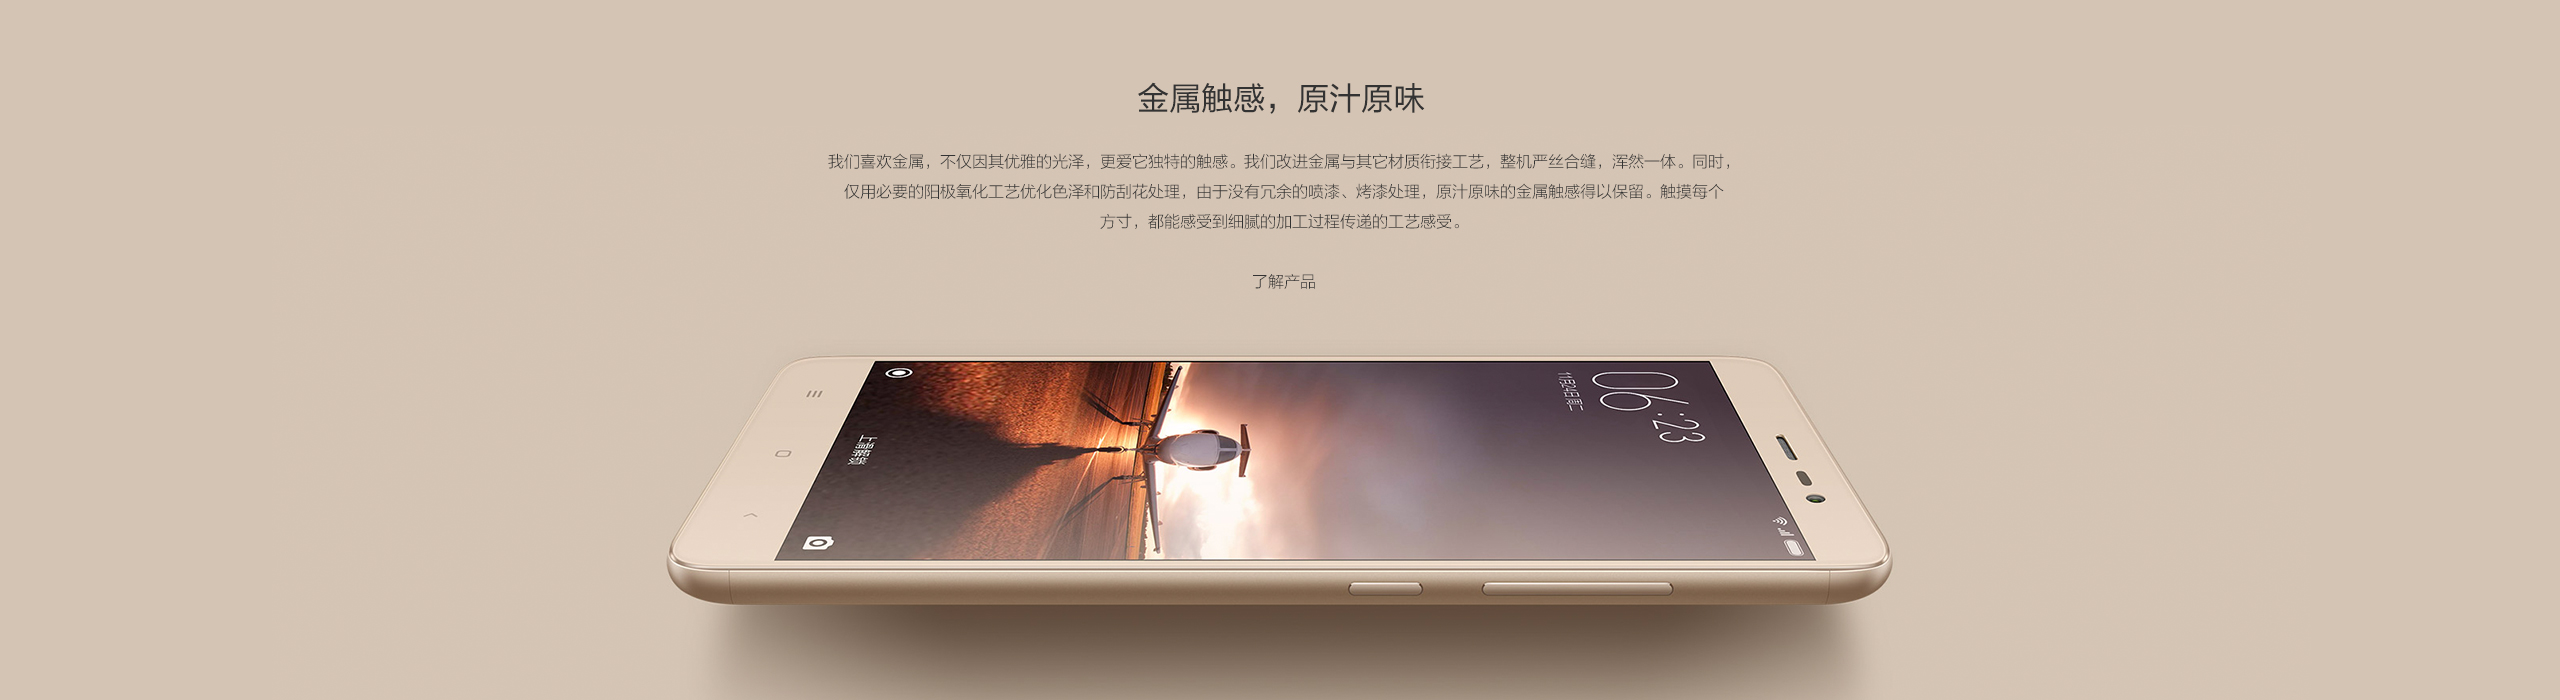 金属触感，原汁原味
我们喜欢金属，不仅因其优雅的光泽，更爱它独特的触感。我们改进金属与其它材质衔接工艺，整机严丝合缝，浑然一体。同时，
仅用必要的阳极氧化工艺优化色泽和防刮花处理，由于没有冗余的喷漆、烤漆处理，原汁原味的金属触感得以保留。触摸每个
方寸，都能感受到细腻的加工过程传递的工艺感受。
了解产品
06:23
11月24日 周二
上滑解锁